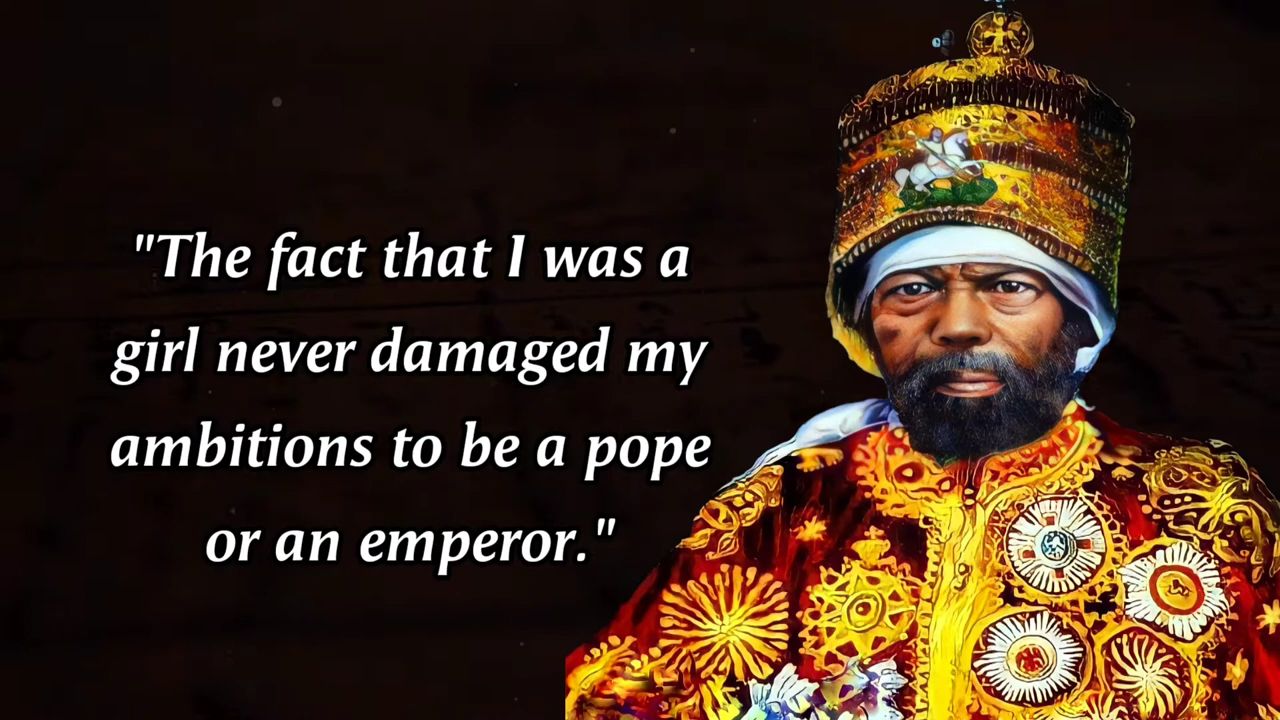 "The fact that I was a
girl never damaged my
ambitions to be a pope
or an emperor."